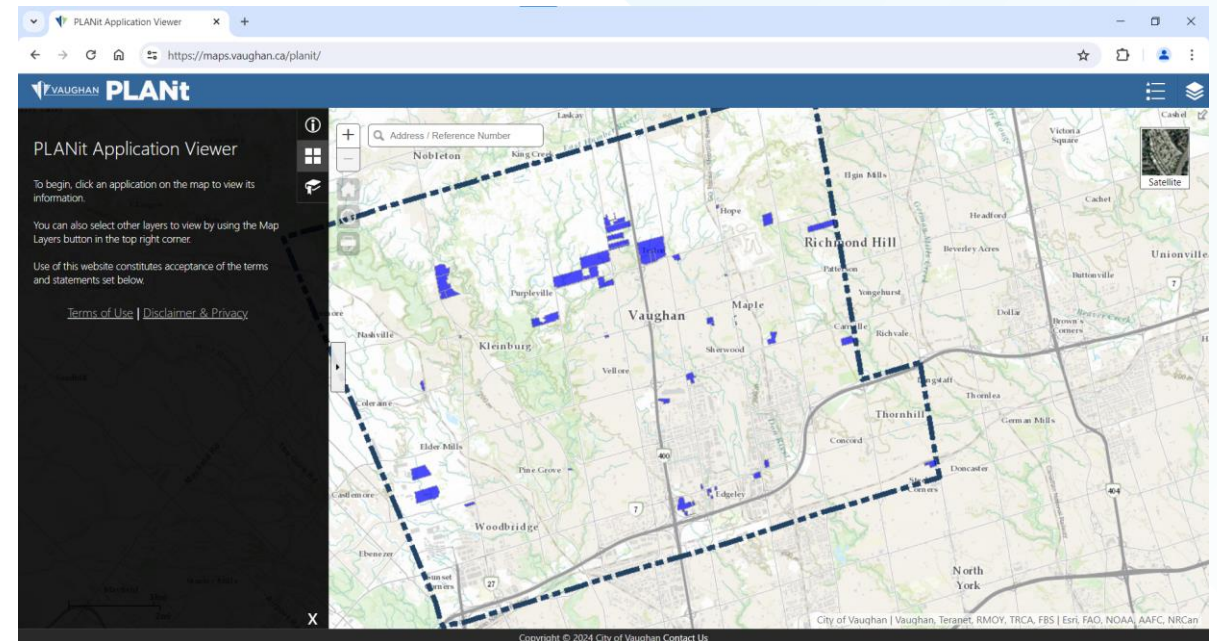 PLANit Application Viewer
https://maps.vaughan.ca/planit/
VAUGHAN PLANit
PLANit Application Viewer
To begin, click an application on the map to view its
information.
You can also select other layers to view by using the Map
Layers button in the top right corner.
Use of this website constitutes acceptance of the terms
and statements set below.
Terms of Use | Disclaimer & Privacy
X
Address / Reference Number
Satellite
Laskay
Cashel
Victoria
Square
Nobleton
King Creek
Elgin Mills
Cachet
Hope
Headford
Richmond Hill
Beverley Acres
Unionville
Patterson
Buttonville
Purpleville
Yongehurst
7
Maple
Vaughan
Dollar
Brown's
Corners
Nashville
Carrville
Richvale
Kleinburg
Sherwood
Vellore
Langstaff
Thornlea
Coleraine
Thornhill
German Mills
Elder Mills
Concord
400
Pine Grove
Doncaster
Castlemore
Edgeley
Corners
404
7
Woodbridge
Ebenezer
North
York
27
City of Vaughan | Vaughan, Teranet, RMOY, TRCA, FBS | Esri, FAO, NOAA, AAFC, NRCan
Copyright © 2024 City of Vaughan Contact Us